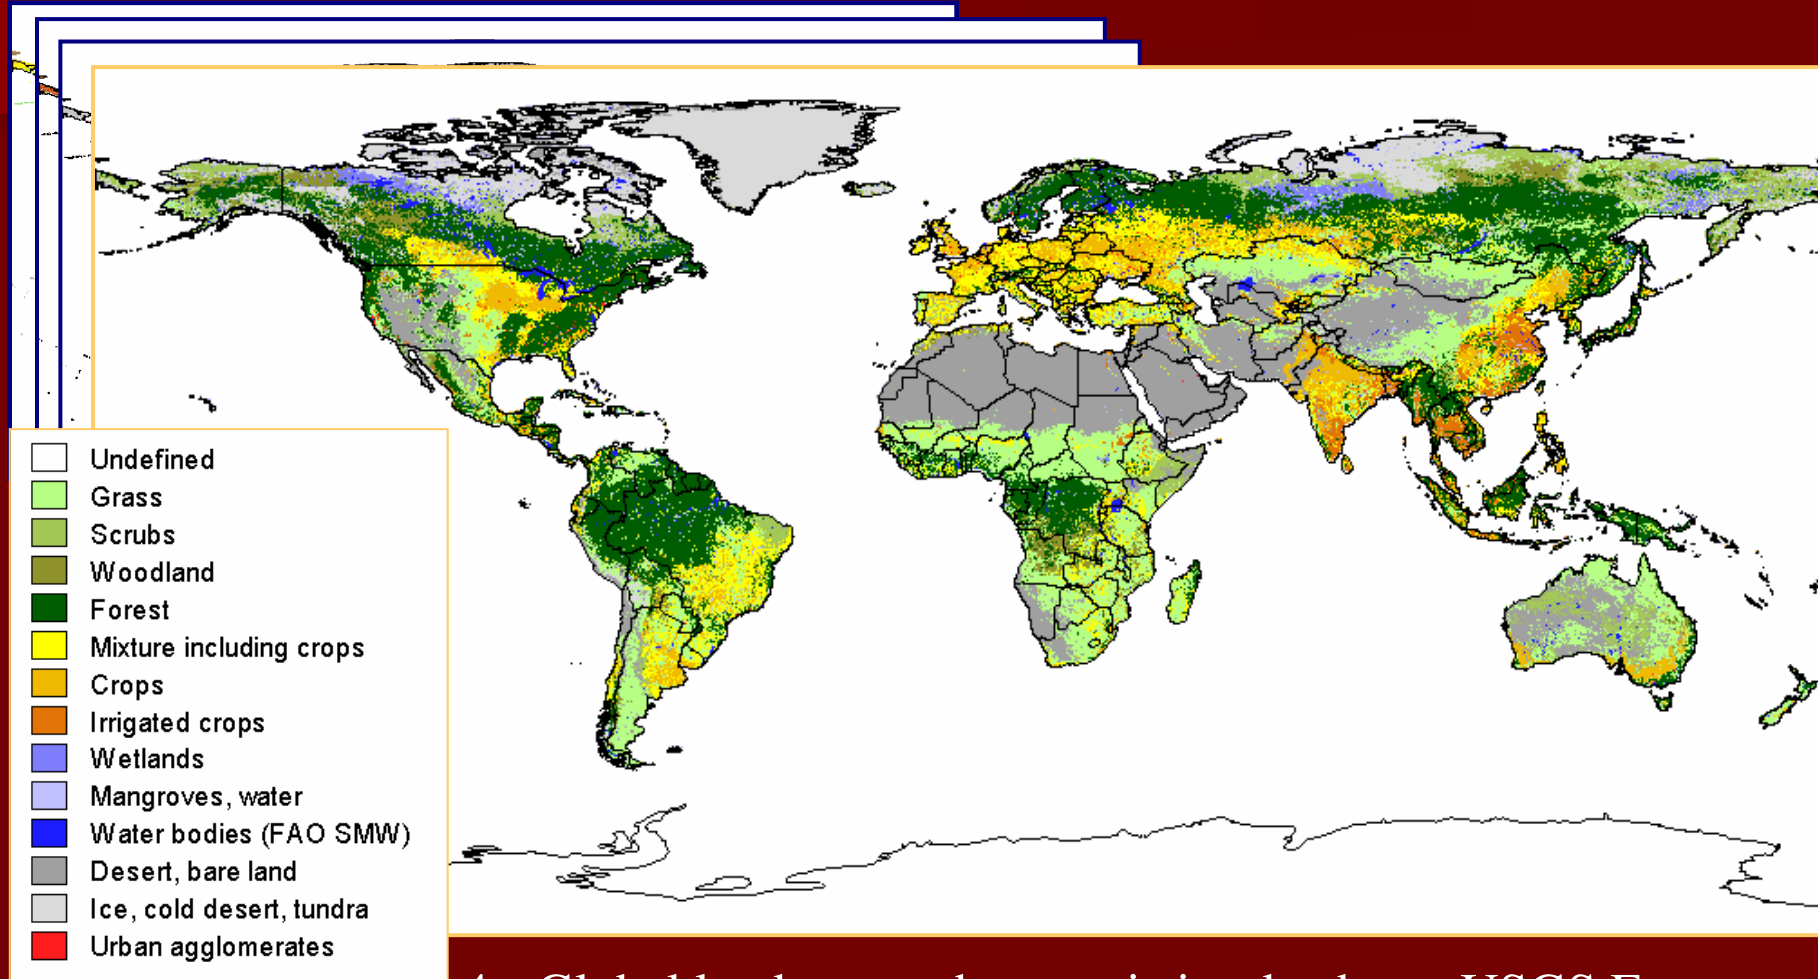 Undefined
Grass
Scrubs
Woodland
Forest
Mixture including crops
Crops
Irrigated crops
Wetlands
Mangroves, water
Water bodies (FAO SMW)
Desert, bare land
Ice, cold desert, tundra
Urban agglomerates